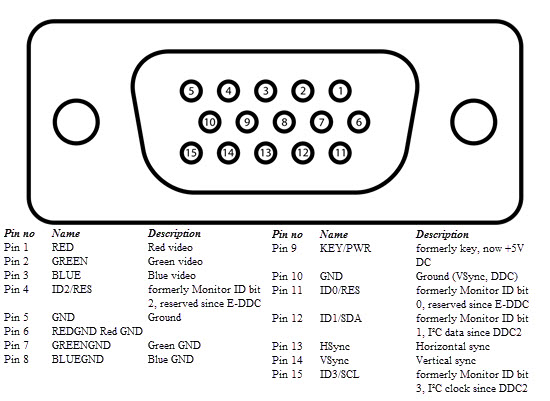 5 4 3 2 1
10 9 8 7 6
15 14 13 12 11
Pin no Name Description
Pin 1 RED Red video
Pin 2 GREEN Green video
Pin 3 BLUE Blue video
Pin 4 ID2/RES formerly Monitor ID bit
2, reserved since E-DDC
Pin 5 GND Ground
Pin 6 REDGND Red GND
Pin 7 GREENGND Green GND
Pin 8 BLUEGND Blue GND
Pin no Name Description
Pin 9 KEY/PWR formerly key, now +5V
DC
Pin 10 GND Ground (VSync, DDC)
Pin 11 ID0/RES formerly Monitor ID bit
0, reserved since E-DDC
Pin 12 ID1/SDA formerly Monitor ID bit
1, I²C data since DDC2
Pin 13 HSync Horizontal sync
Pin 14 VSync Vertical sync
Pin 15 ID3/SCL formerly Monitor ID bit
3, I²C clock since DDC2